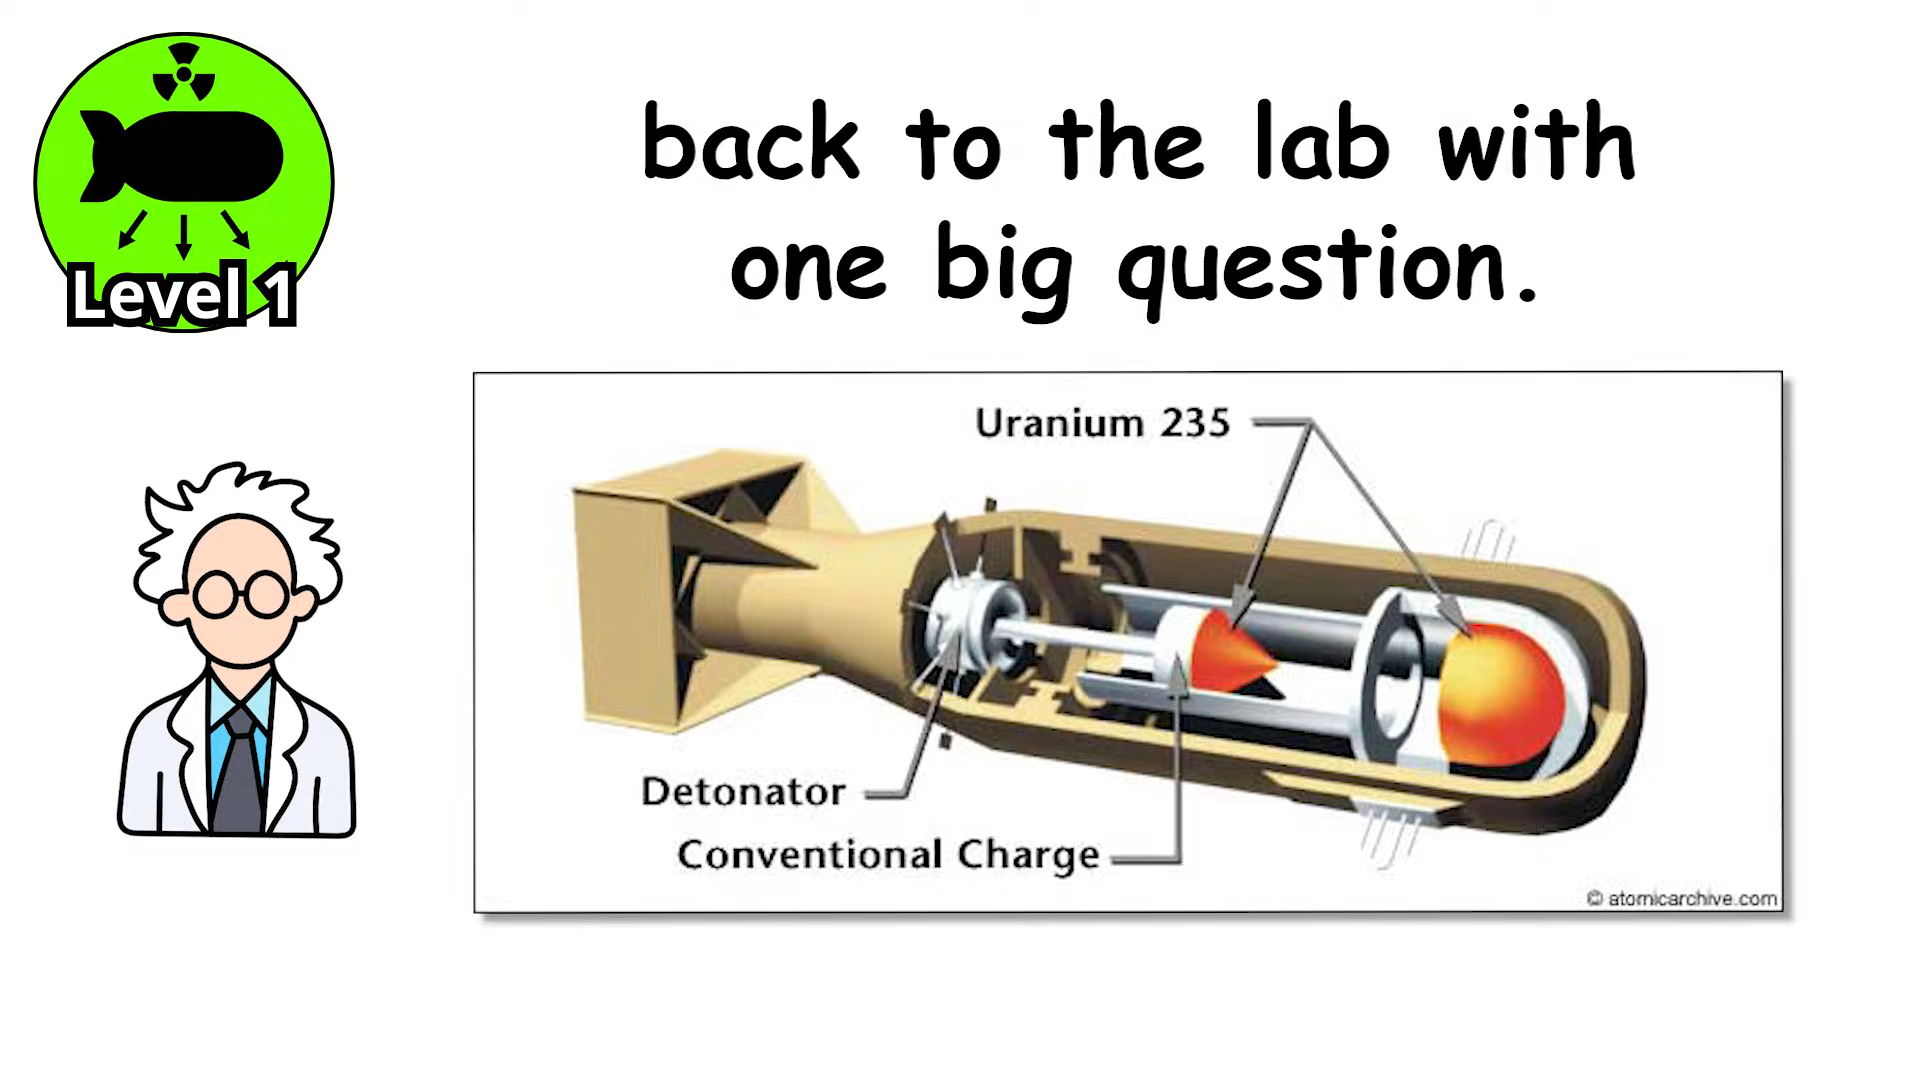 back to the lab with
one big question.
Level 1
Uranium 235
Detonator
Conventional Charge
© atomicarchive.com